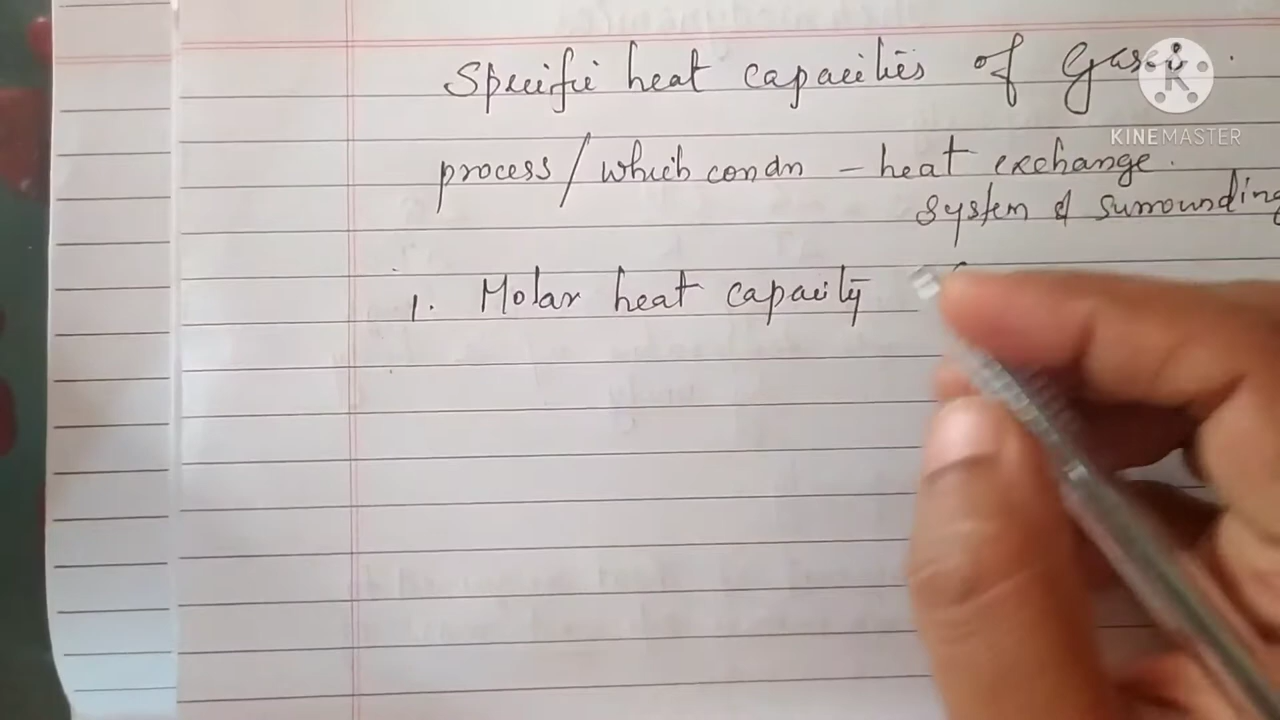 Specific heat capacities of Gases.
KINEMASTER
process / which condn - heat exchange.
System & surrounding
1. Molar heat capacity